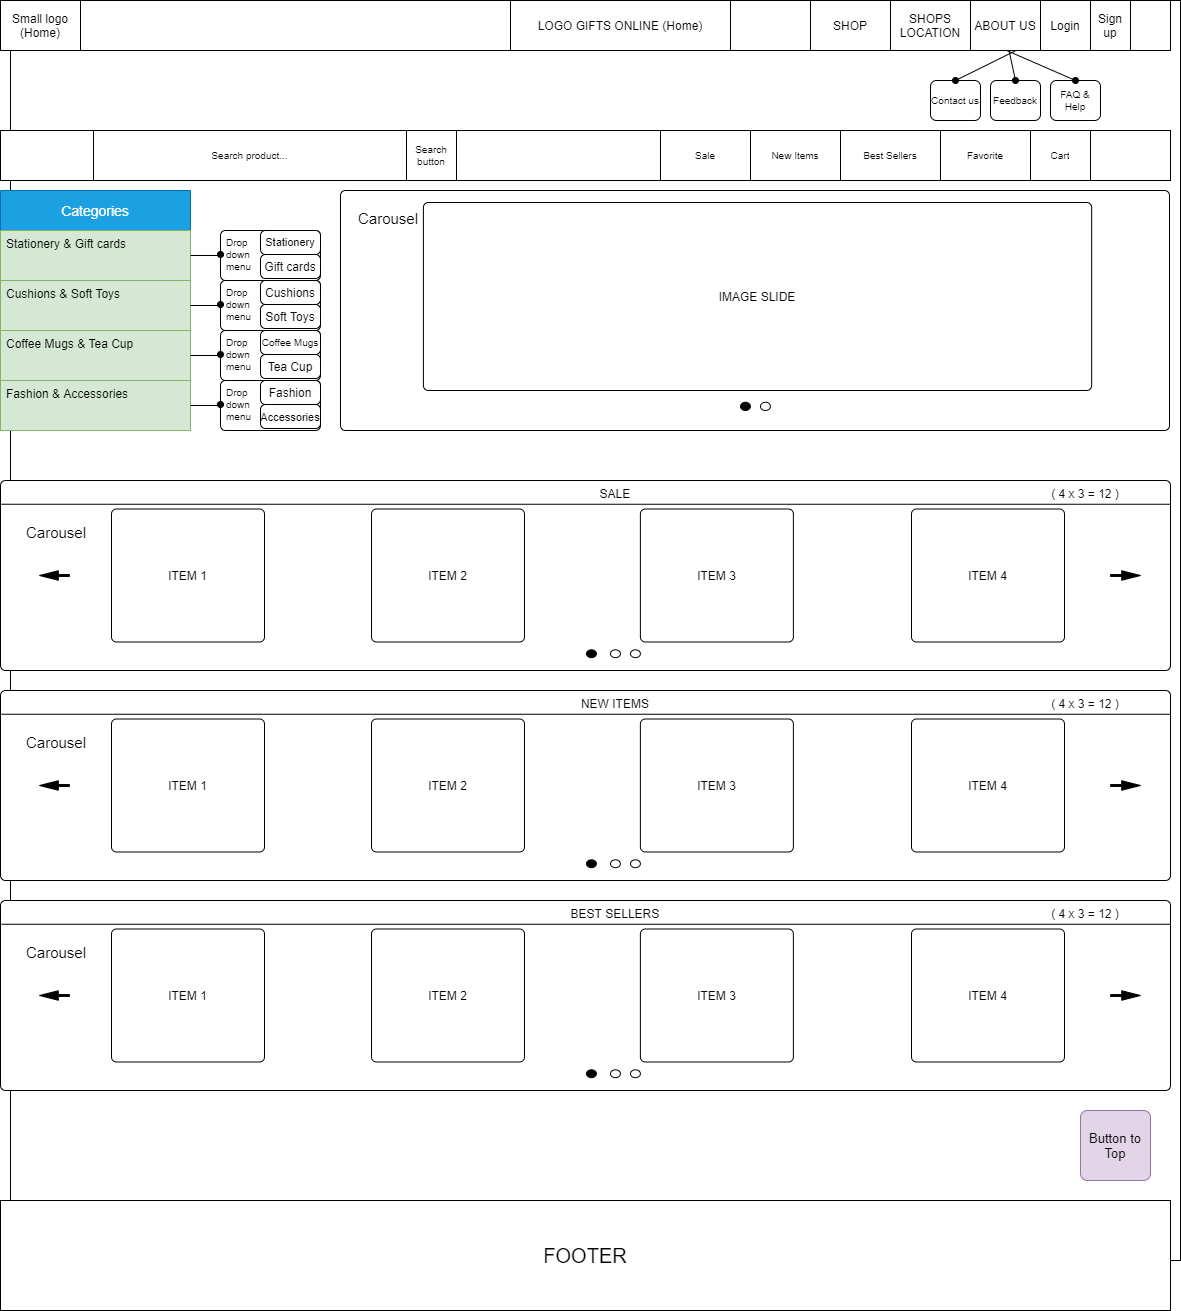 Small logo
(Home)
LOGO GIFTS ONLINE (Home)
SHOP
SHOPS
LOCATION
ABOUT US
Login
Sign
up
Contact us
Feedback
FAQ &
Help
Search product...
Search
button
Sale
New Items
Best Sellers
Favorite
Cart
Categories
Stationery & Gift cards
Drop
down
menu
Stationery
Gift cards
Cushions & Soft Toys
Drop
down
menu
Cushions
Soft Toys
Coffee Mugs & Tea Cup
Drop
down
menu
Coffee Mugs
Tea Cup
Fashion & Accessories
Drop
down
menu
Fashion
Accessories
Carousel
IMAGE SLIDE
SALE
( 4 x 3 = 12 )
Carousel
ITEM 1
ITEM 2
ITEM 3
ITEM 4
NEW ITEMS
( 4 x 3 = 12 )
Carousel
ITEM 1
ITEM 2
ITEM 3
ITEM 4
BEST SELLERS
( 4 x 3 = 12 )
Carousel
ITEM 1
ITEM 2
ITEM 3
ITEM 4
Button to
Top
FOOTER